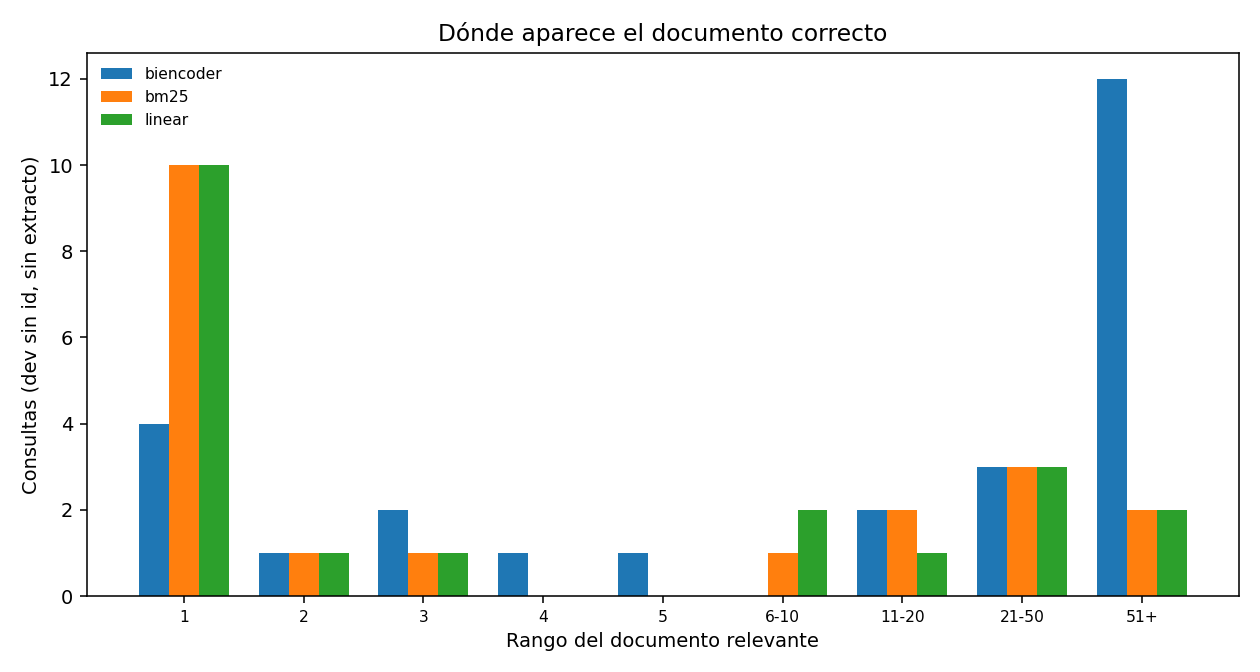 Dónde aparece el documento correcto
biencoder
bm25
linear
Consultas (dev sin id, sin extracto)
12
10
8
6
4
2
0
1 2 3 4 5 6-10 11-20 21-50 51+
Rango del documento relevante